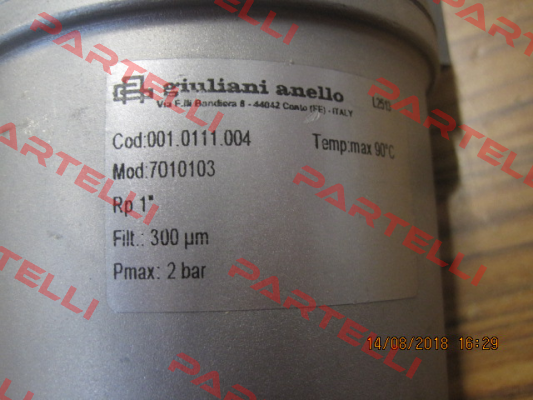 giuliani anello
Via F.lli Bandiera 8 - 44042 Cento (FE) - ITALY
L2513
Cod:001.0111.004
Temp:max 90°C
Mod:7010103
Rp 1"
Filt.: 300 µm
Pmax: 2 bar
14/08/2018 16:29
PARTELLI
PARTELLI
PARTELLI
PARTELLI
PARTELLI
PARTELLI